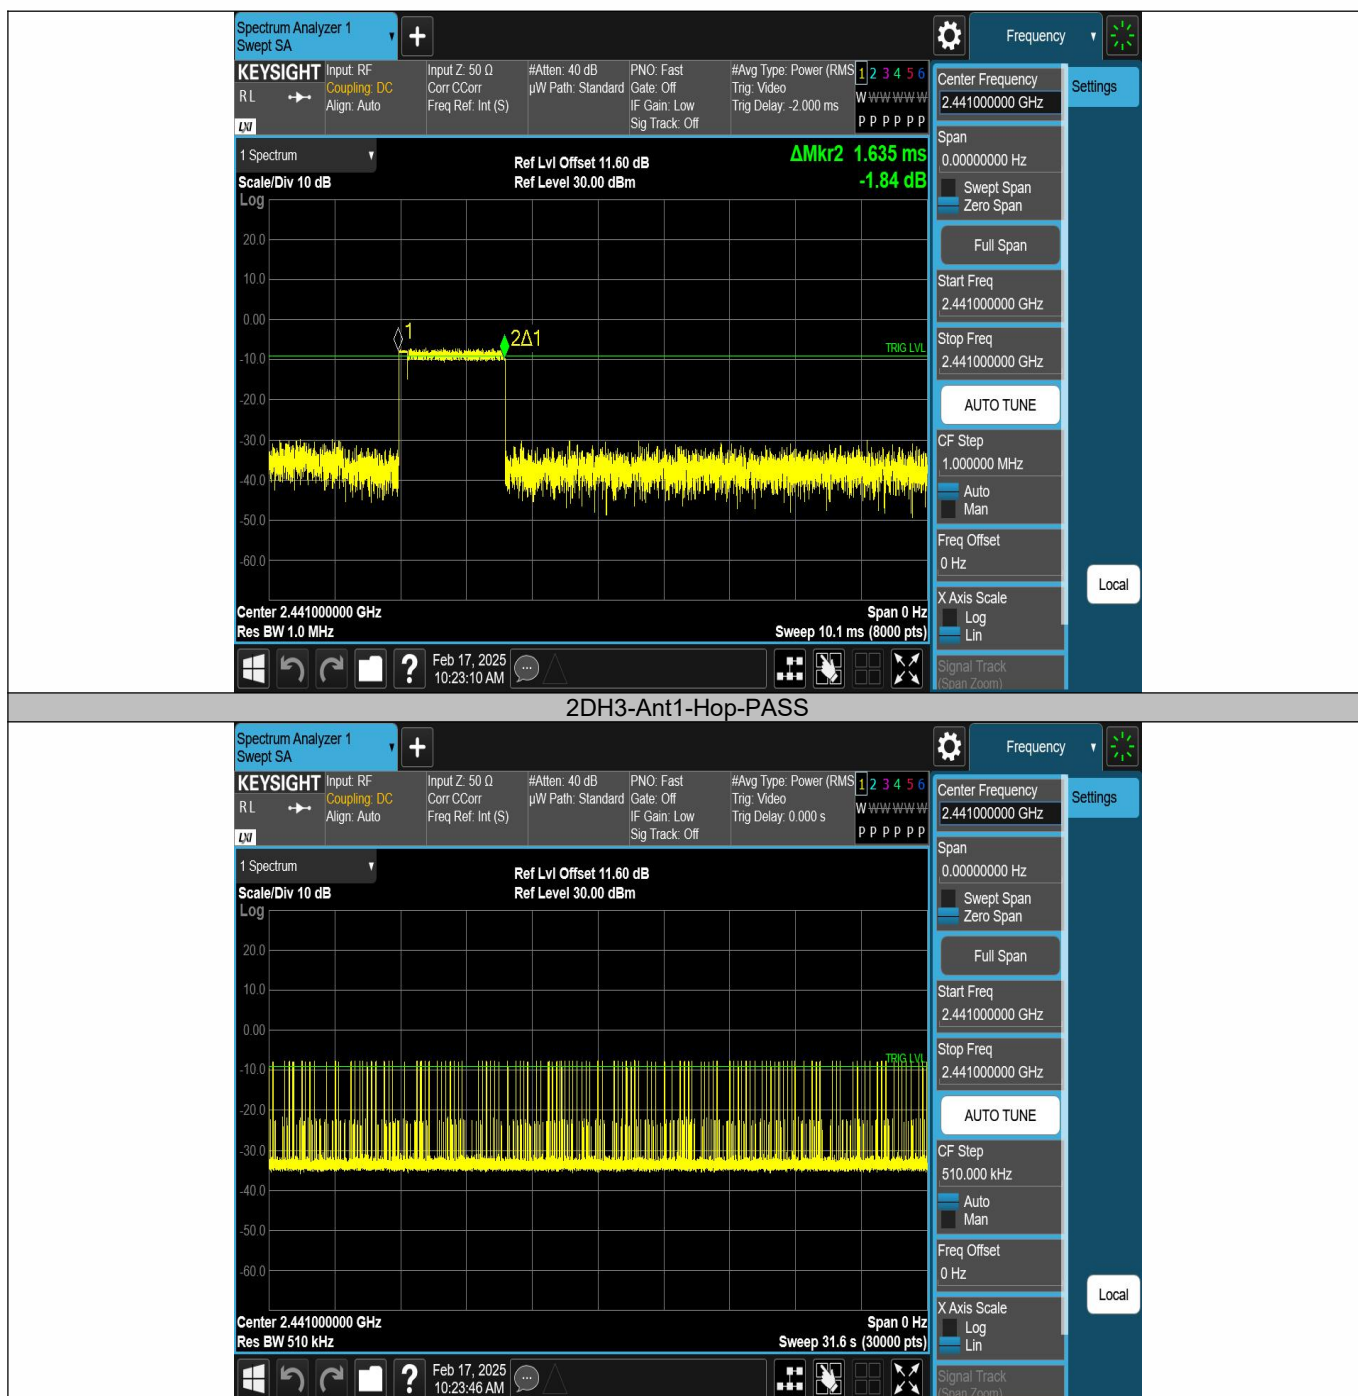 Spectrum Analyzer 1
Swept SA
Frequency
KEYSIGHT
Input: RF
Coupling: DC
Align: Auto
Input Z: 50 Ω
Corr CCorr
Freq Ref: Int (S)
#Atten: 40 dB
µW Path: Standard
PNO: Fast
Gate: Off
IF Gain: Low
Sig Track: Off
#Avg Type: Power (RMS
Trig: Video
Trig Delay: -2.000 ms
1 2 3 4 5 6
W W W W W W
P P P P P P
R L
LXI
Center Frequency
2.441000000 GHz
Settings
Span
0.00000000 Hz
Swept Span
Zero Span
Full Span
Start Freq
2.441000000 GHz
Stop Freq
2.441000000 GHz
AUTO TUNE
CF Step
1.000000 MHz
Auto
Man
Freq Offset
0 Hz
X Axis Scale
Log
Lin
Signal Track
(Span Zoom)
Local
1 Spectrum
Scale/Div 10 dB
Log
Ref Lvl Offset 11.60 dB
Ref Level 30.00 dBm
ΔMkr2 1.635 ms
-1.84 dB
20.0
10.0
0.00
-10.0
-20.0
-30.0
-40.0
-50.0
-60.0
1
2Δ1
TRIG LVL
Center 2.441000000 GHz
Res BW 1.0 MHz
Span 0 Hz
Sweep 10.1 ms (8000 pts)
?
Feb 17, 2025
10:23:10 AM
2DH3-Ant1-Hop-PASS
Spectrum Analyzer 1
Swept SA
Frequency
KEYSIGHT
Input: RF
Coupling: DC
Align: Auto
Input Z: 50 Ω
Corr CCorr
Freq Ref: Int (S)
#Atten: 40 dB
µW Path: Standard
PNO: Fast
Gate: Off
IF Gain: Low
Sig Track: Off
#Avg Type: Power (RMS
Trig: Video
Trig Delay: 0.000 s
1 2 3 4 5 6
W W W W W W
P P P P P P
R L
LXI
Center Frequency
2.441000000 GHz
Settings
Span
0.00000000 Hz
Swept Span
Zero Span
Full Span
Start Freq
2.441000000 GHz
Stop Freq
2.441000000 GHz
AUTO TUNE
CF Step
510.000 kHz
Auto
Man
Freq Offset
0 Hz
X Axis Scale
Log
Lin
Signal Track
(Span Zoom)
Local
1 Spectrum
Scale/Div 10 dB
Log
Ref Lvl Offset 11.60 dB
Ref Level 30.00 dBm
20.0
10.0
0.00
-10.0
-20.0
-30.0
-40.0
-50.0
-60.0
TRIG LVL
Center 2.441000000 GHz
Res BW 510 kHz
Span 0 Hz
Sweep 31.6 s (30000 pts)
?
Feb 17, 2025
10:23:46 AM